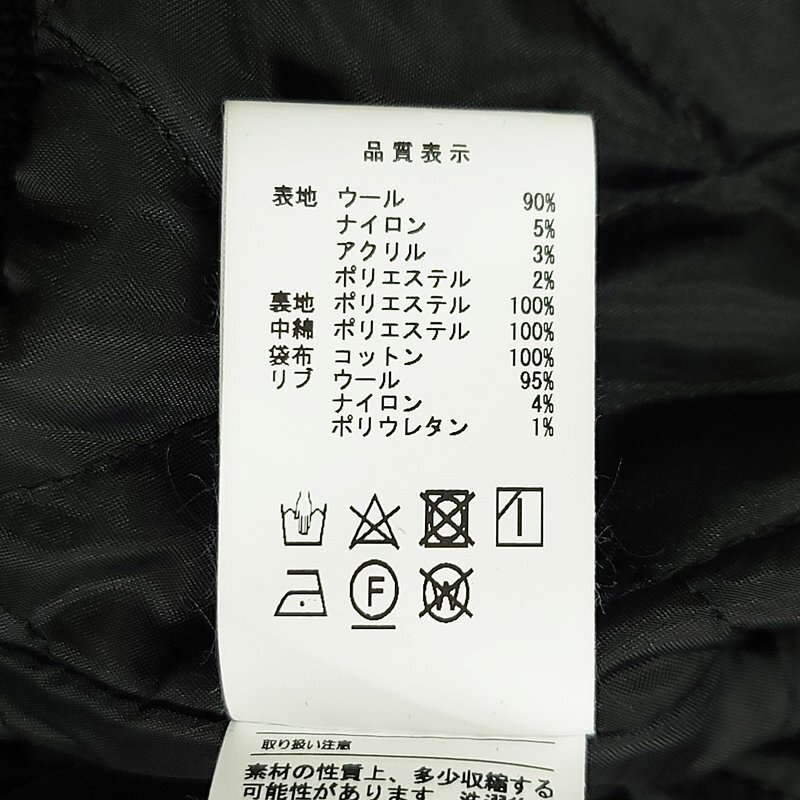 品質表示
表地 ウール 90%
ナイロン 5%
アクリル 3%
ポリエステル 2%
裏地 ポリエステル 100%
中綿 ポリエステル 100%
袋布 コットン 100%
リブ ウール 95%
ナイロン 4%
ポリウレタン 1%
F
W
取り扱い注意
素材の性質上、多少収縮する
可能性があります